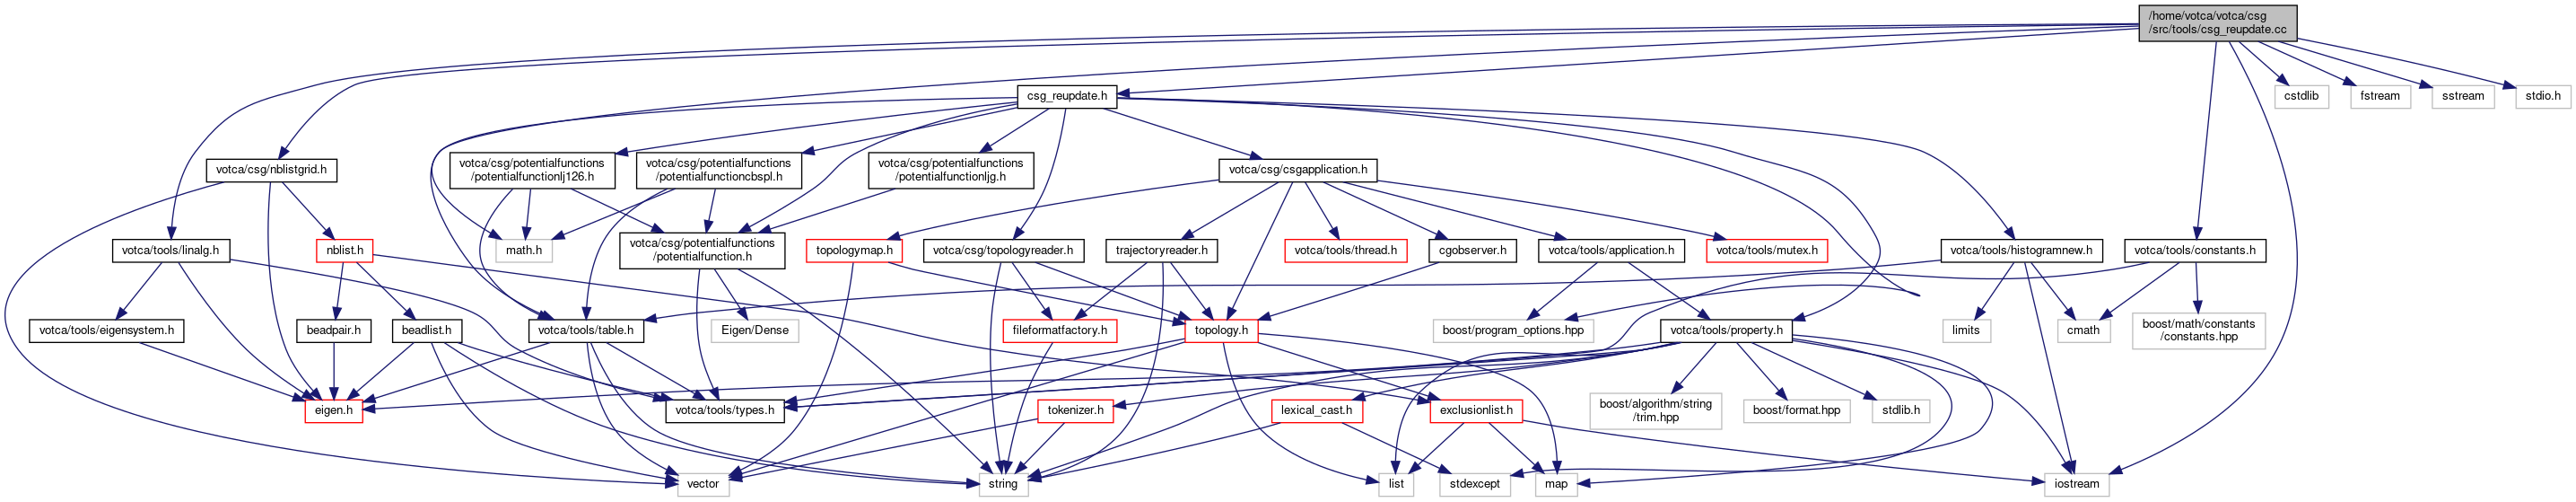 /home/votca/votca/csg
/src/tools/csg_reupdate.cc
csg_reupdate.h
cstdlib
fstream
sstream
stdio.h
votca/csg/nblistgrid.h
votca/csg/potentialfunctions
/potentialfunctionlj126.h
votca/csg/potentialfunctions
/potentialfunctioncbspl.h
votca/csg/potentialfunctions
/potentialfunctionljg.h
votca/csg/csgapplication.h
votca/tools/linalg.h
nblist.h
math.h
votca/csg/potentialfunctions
/potentialfunction.h
topologymap.h
votca/csg/topologyreader.h
trajectoryreader.h
votca/tools/thread.h
cgobserver.h
votca/tools/application.h
votca/tools/mutex.h
votca/tools/histogramnew.h
votca/tools/constants.h
votca/tools/eigensystem.h
beadpair.h
beadlist.h
votca/tools/table.h
Eigen/Dense
fileformatfactory.h
topology.h
boost/program_options.hpp
votca/tools/property.h
limits
cmath
boost/math/constants
/constants.hpp
eigen.h
votca/tools/types.h
tokenizer.h
lexical_cast.h
exclusionlist.h
boost/algorithm/string
/trim.hpp
boost/format.hpp
stdlib.h
vector
string
list
stdexcept
map
iostream